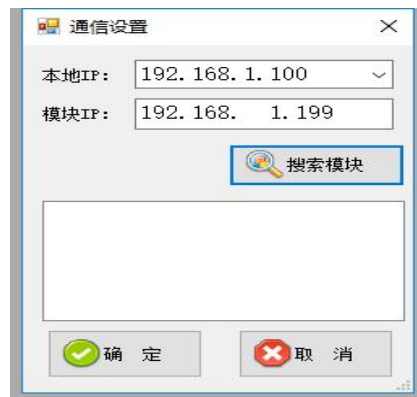 通信设置
本地IP： 192.168.1.100
模块IP： 192.168. 1.199
搜索模块
确 定 取 消